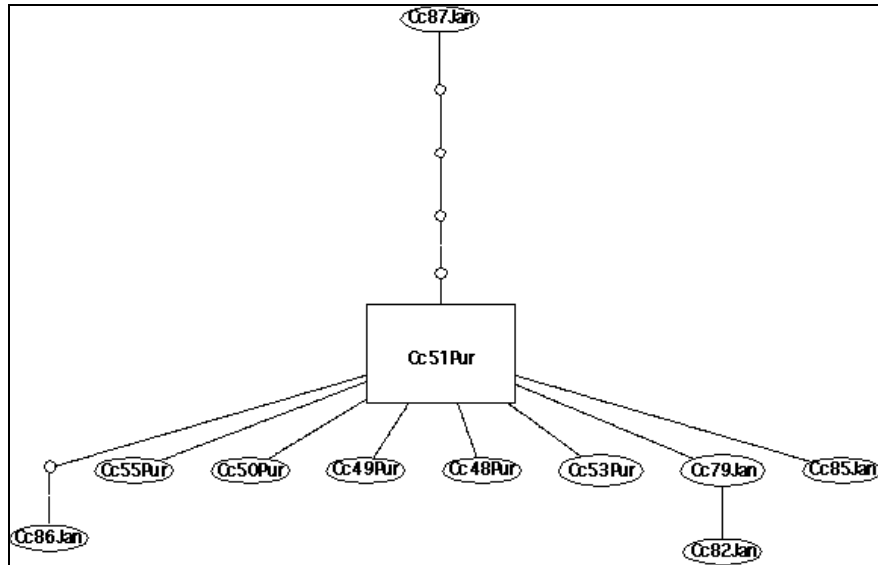 Cc87Jan
Cc51Pur
Cc55Pur
Cc50Pur
Cc49Pur
Cc48Pur
Cc53Pur
Cc79Jan
Cc85Jan
Cc86Jan
Cc82Jan